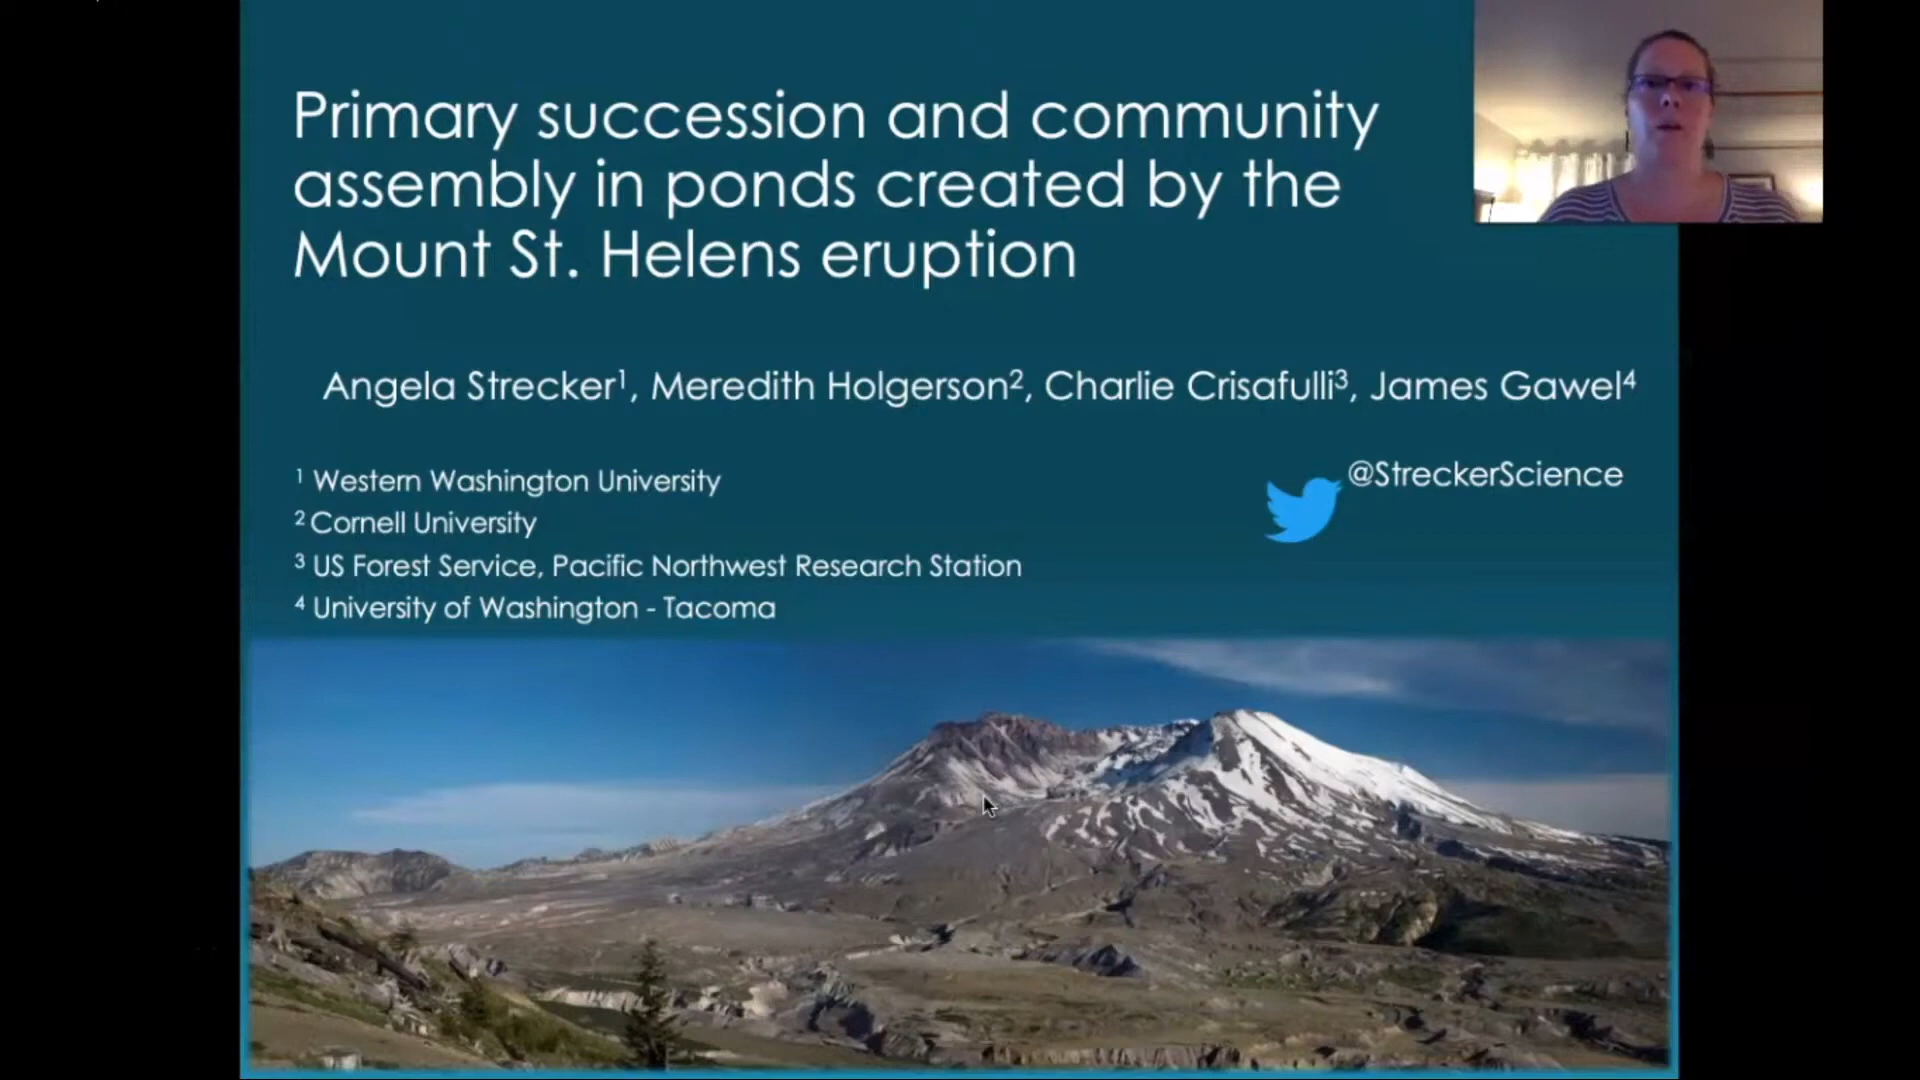 Primary succession and community
assembly in ponds created by the
Mount St. Helens eruption
Angela Strecker¹, Meredith Holgerson², Charlie Crisafulli³, James Gawel⁴
¹ Western Washington University
² Cornell University
³ US Forest Service, Pacific Northwest Research Station
⁴ University of Washington - Tacoma
@StreckerScience